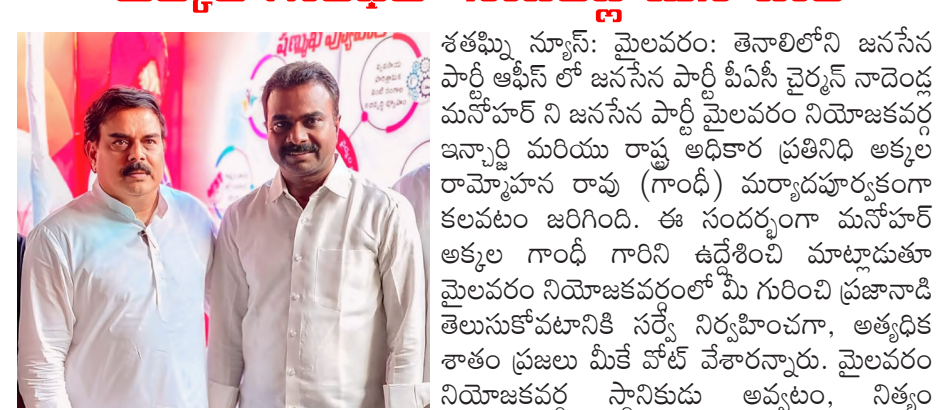 షణ్ముఖ వ్యూహం
వ్యవసాయ
శతఘ్ని న్యూస్: మైలవరం: తెనాలిలోని జనసేన
పార్టీ ఆఫీస్ లో జనసేన పార్టీ పీఏసీ చైర్మన్ నాదెండ్ల
మనోహర్ ని జనసేన పార్టీ మైలవరం నియోజకవర్గ
ఇన్చార్జి మరియు రాష్ట్ర అధికార ప్రతినిధి అక్కల
రామ్మోహన రావు (గాంధీ) మర్యాదపూర్వకంగా
కలవటం జరిగింది. ఈ సందర్భంగా మనోహర్
అక్కల గాంధీ గారిని ఉద్దేశించి మాట్లాడుతూ
మైలవరం నియోజకవర్గంలో మీ గురించి ప్రజానాడి
తెలుసుకోవటానికి సర్వే నిర్వహించగా, అత్యధిక
శాతం ప్రజలు మీకే వోట్ వేశారన్నారు. మైలవరం
నియోజకవర్గ స్థానికుడు అవ్వటం, నిత్యం